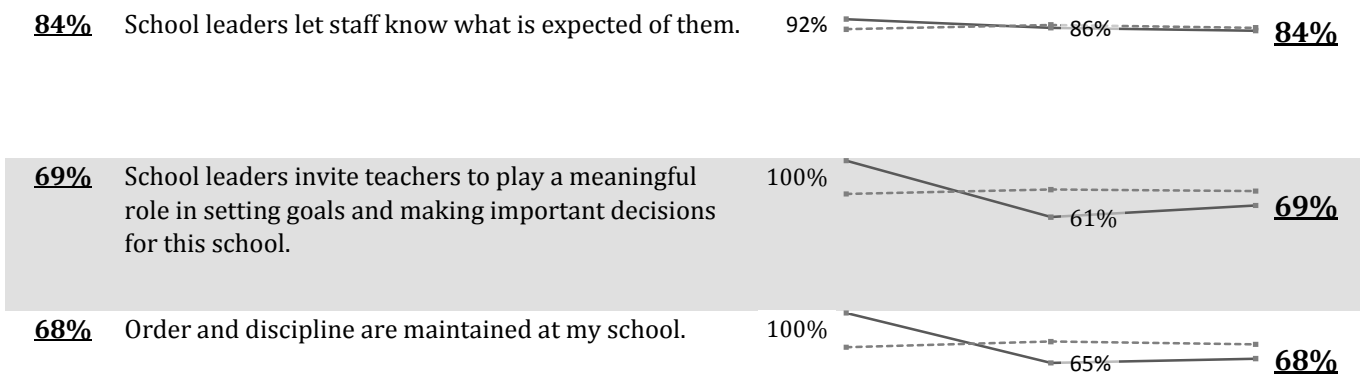 84% School leaders let staff know what is expected of them. 92% 86% 84%
69% School leaders invite teachers to play a meaningful 100%
role in setting goals and making important decisions 61% 69%
for this school.
68% Order and discipline are maintained at my school. 100%
65% 68%